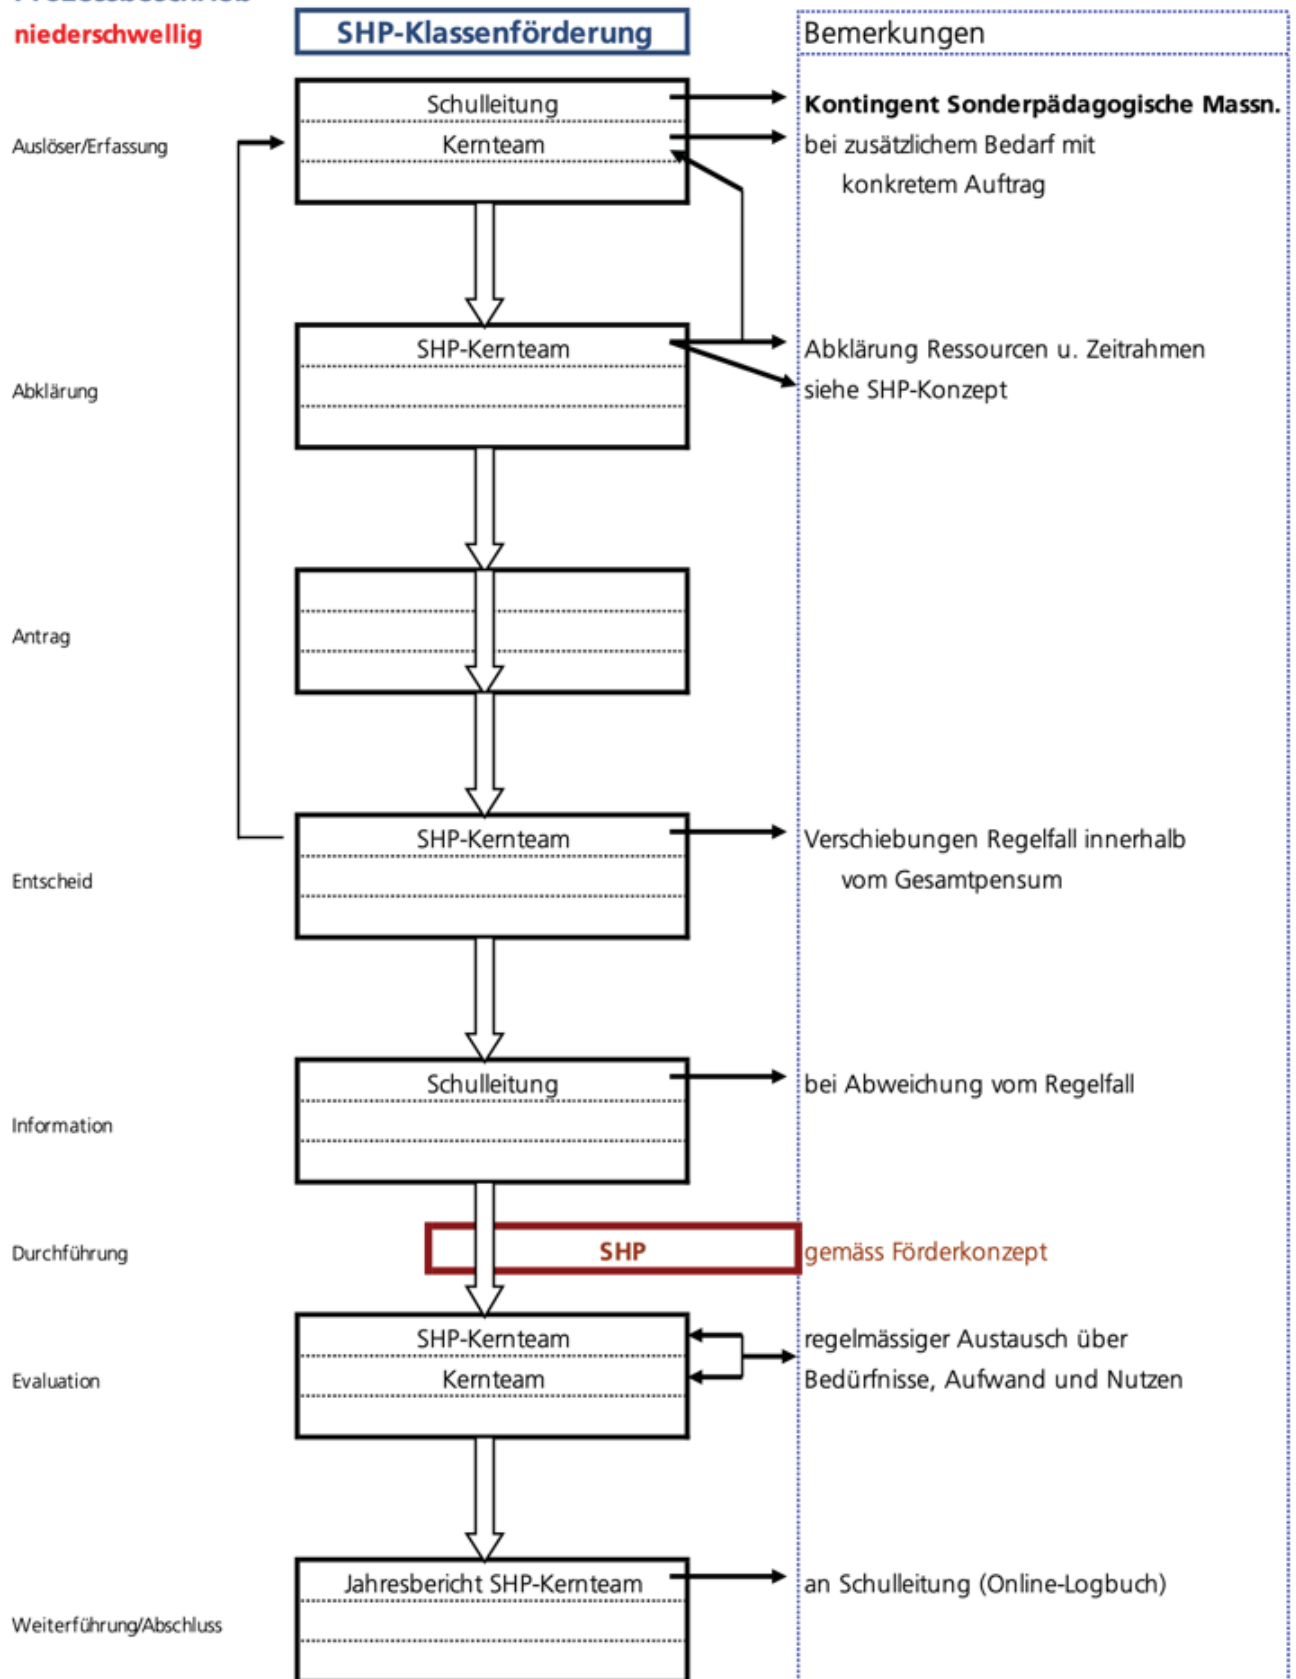 Prozessbeschrieb
niederschwellig
SHP-Klassenförderung
Bemerkungen
Auslöser/Erfassung
Schulleitung
Kernteam
Kontingent Sonderpädagogische Massn.
bei zusätzlichem Bedarf mit
konkretem Auftrag
Abklärung
SHP-Kernteam
Abklärung Ressourcen u. Zeitrahmen
siehe SHP-Konzept
Antrag
Entscheid
SHP-Kernteam
Verschiebungen Regelfall innerhalb
vom Gesamtpensum
Information
Schulleitung
bei Abweichung vom Regelfall
Durchführung
SHP
gemäss Förderkonzept
Evaluation
SHP-Kernteam
Kernteam
regelmässiger Austausch über
Bedürfnisse, Aufwand und Nutzen
Weiterführung/Abschluss
Jahresbericht SHP-Kernteam
an Schulleitung (Online-Logbuch)